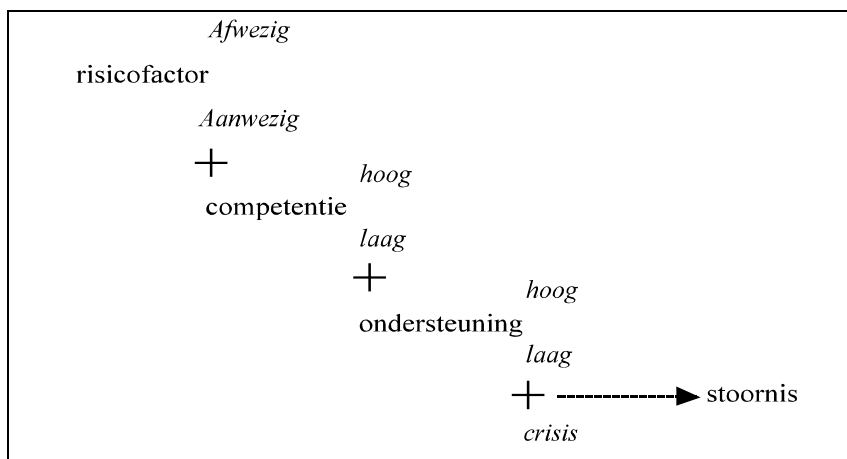 Afwezig
risicofactor
Aanwezig
+
hoog
competentie
laag
+
hoog
ondersteuning
laag
+ stoornis
crisis